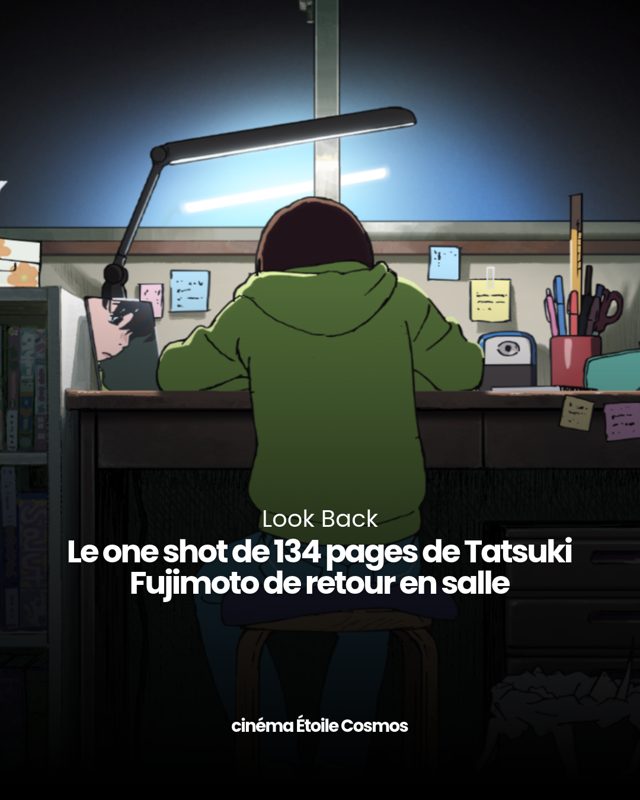 Look Back
Le one shot de 134 pages de Tatsuki
Fujimoto de retour en salle
cinéma Étoile Cosmos